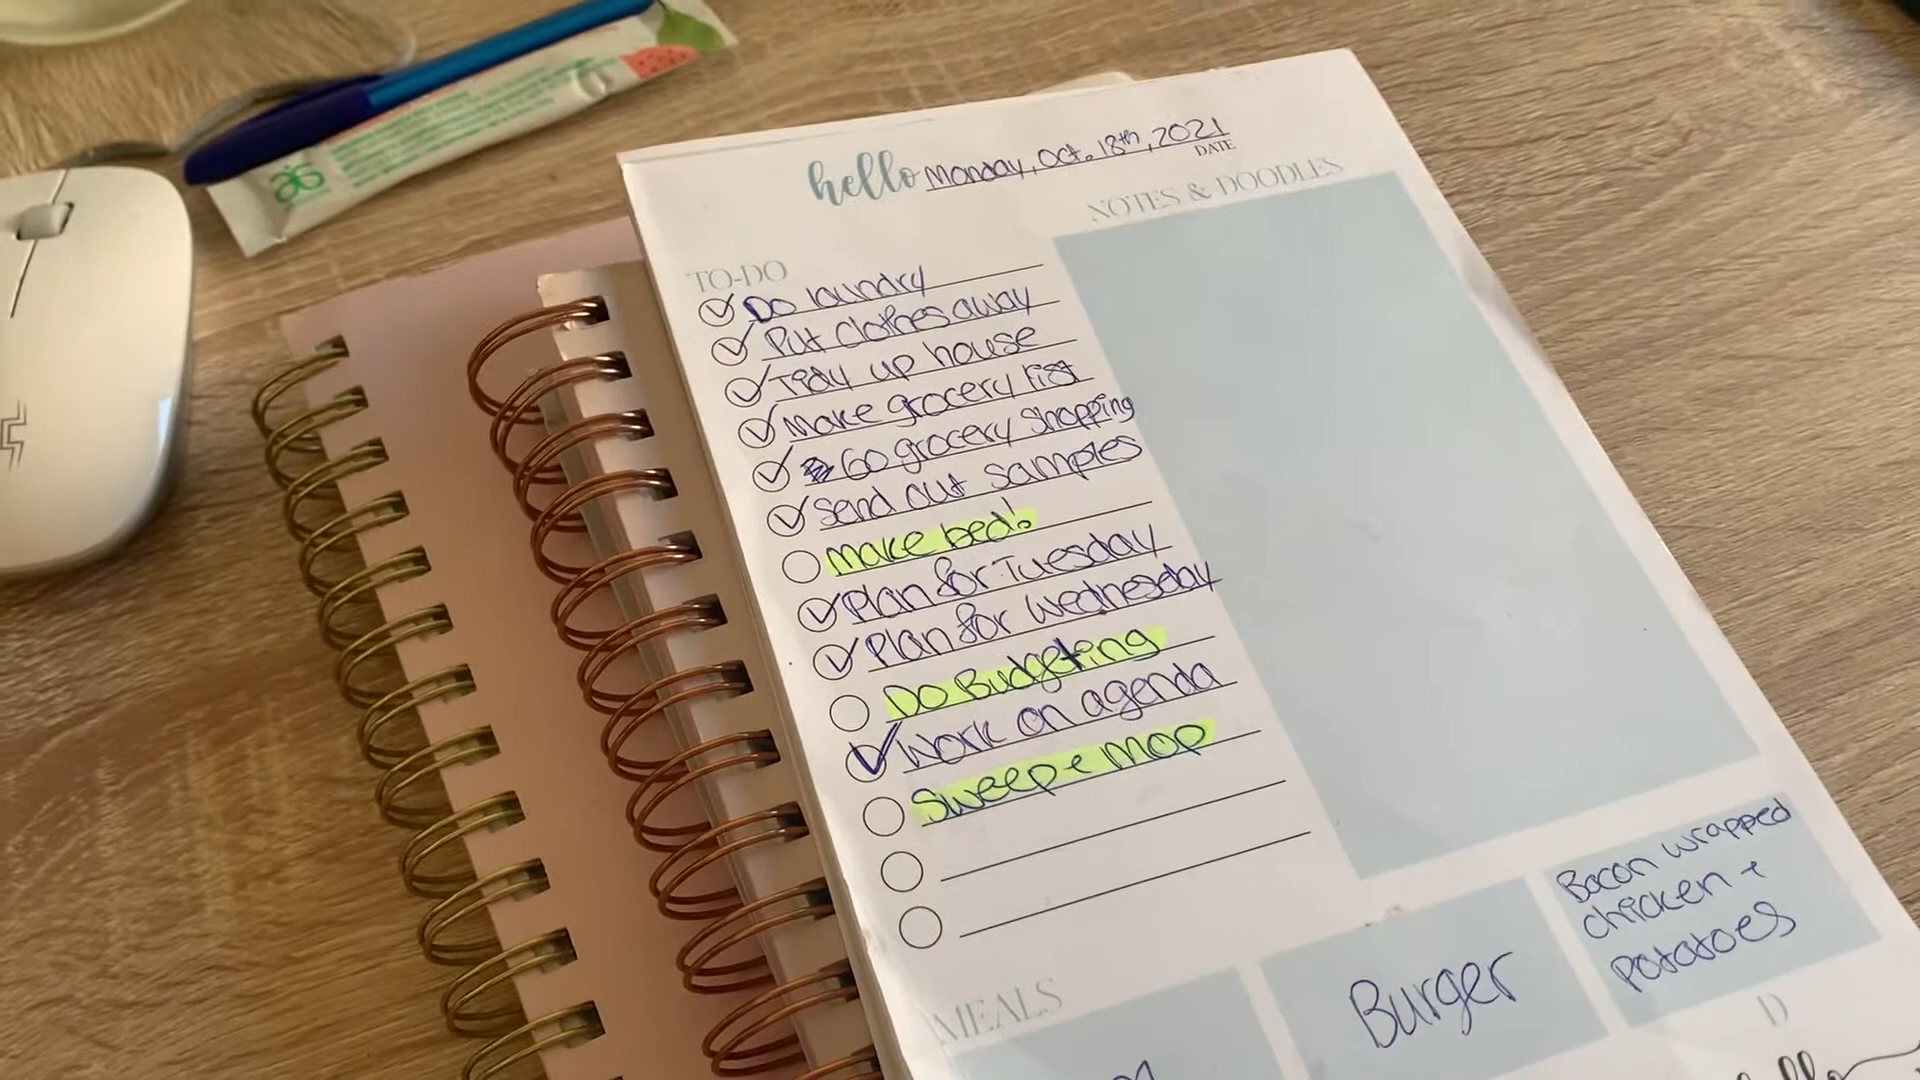 hello Monday, Oct. 18th, 2021
DATE
NOTES & DOODLES
TO-DO
Do laundry
Put clothes away
Tidy up house
Make grocery list
Go grocery shopping
Send out samples
make bed!
Plan for Tuesday
Plan for Wednesday
Do Budgeting
Work on agenda
Sweep + Mop
MEALS
Burger
Bacon wrapped
chicken +
potatoes
D